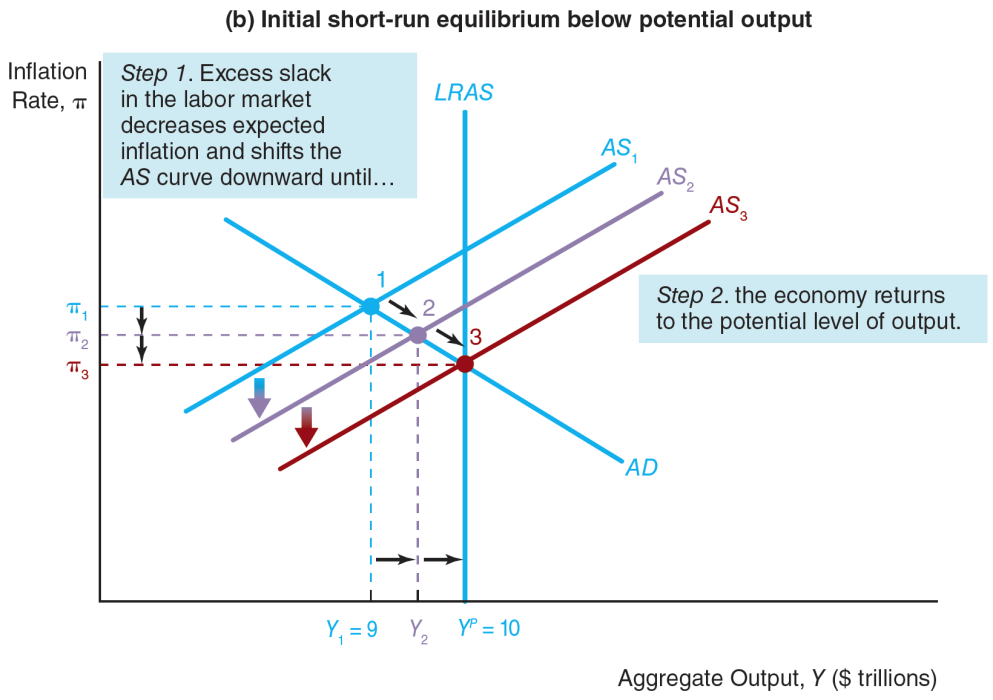 (b) Initial short-run equilibrium below potential output
Inflation
Rate, π
Step 1. Excess slack
in the labor market
decreases expected
inflation and shifts the
AS curve downward until…
LRAS
AS₁
AS₂
AS₃
1
2
3
π₁
π₂
π₃
Step 2. the economy returns
to the potential level of output.
AD
Y₁ = 9
Y₂
Yᴾ = 10
Aggregate Output, Y ($ trillions)